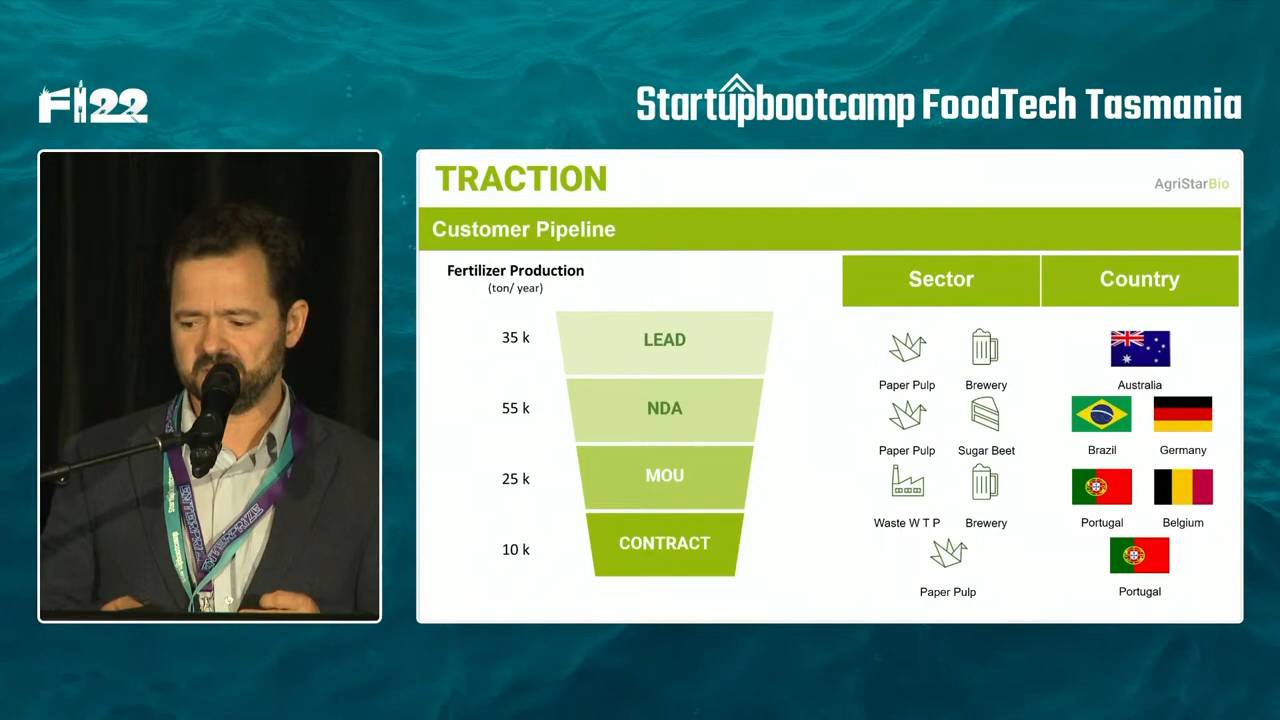 FI22
Startupbootcamp FoodTech Tasmania
TRACTION
AgriStarBio
Customer Pipeline
Fertilizer Production
(ton/ year)
Sector
Country
35 k
LEAD
Paper Pulp
Brewery
Australia
55 k
NDA
Paper Pulp
Sugar Beet
Brazil
Germany
25 k
MOU
Waste W T P
Brewery
Portugal
Belgium
10 k
CONTRACT
Paper Pulp
Portugal